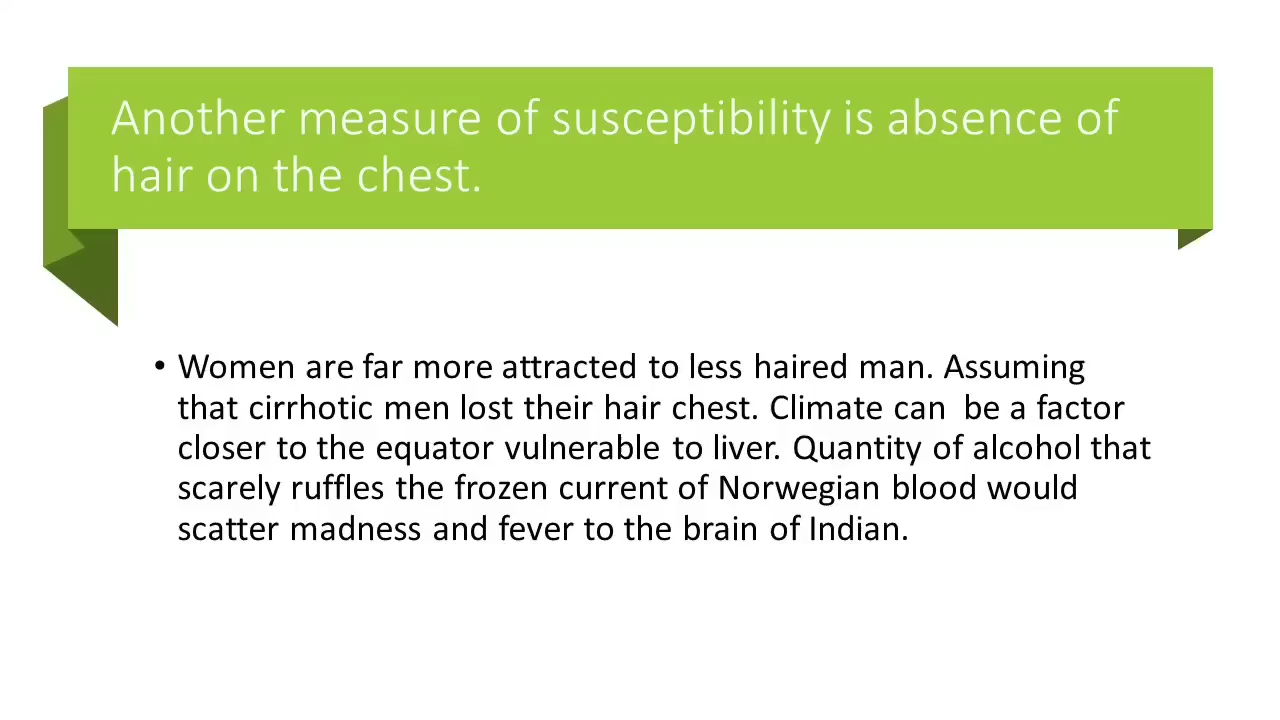 Another measure of susceptibility is absence of
hair on the chest.
• Women are far more attracted to less haired man. Assuming
that cirrhotic men lost their hair chest. Climate can  be a factor
closer to the equator vulnerable to liver. Quantity of alcohol that
scarely ruffles the frozen current of Norwegian blood would
scatter madness and fever to the brain of Indian.